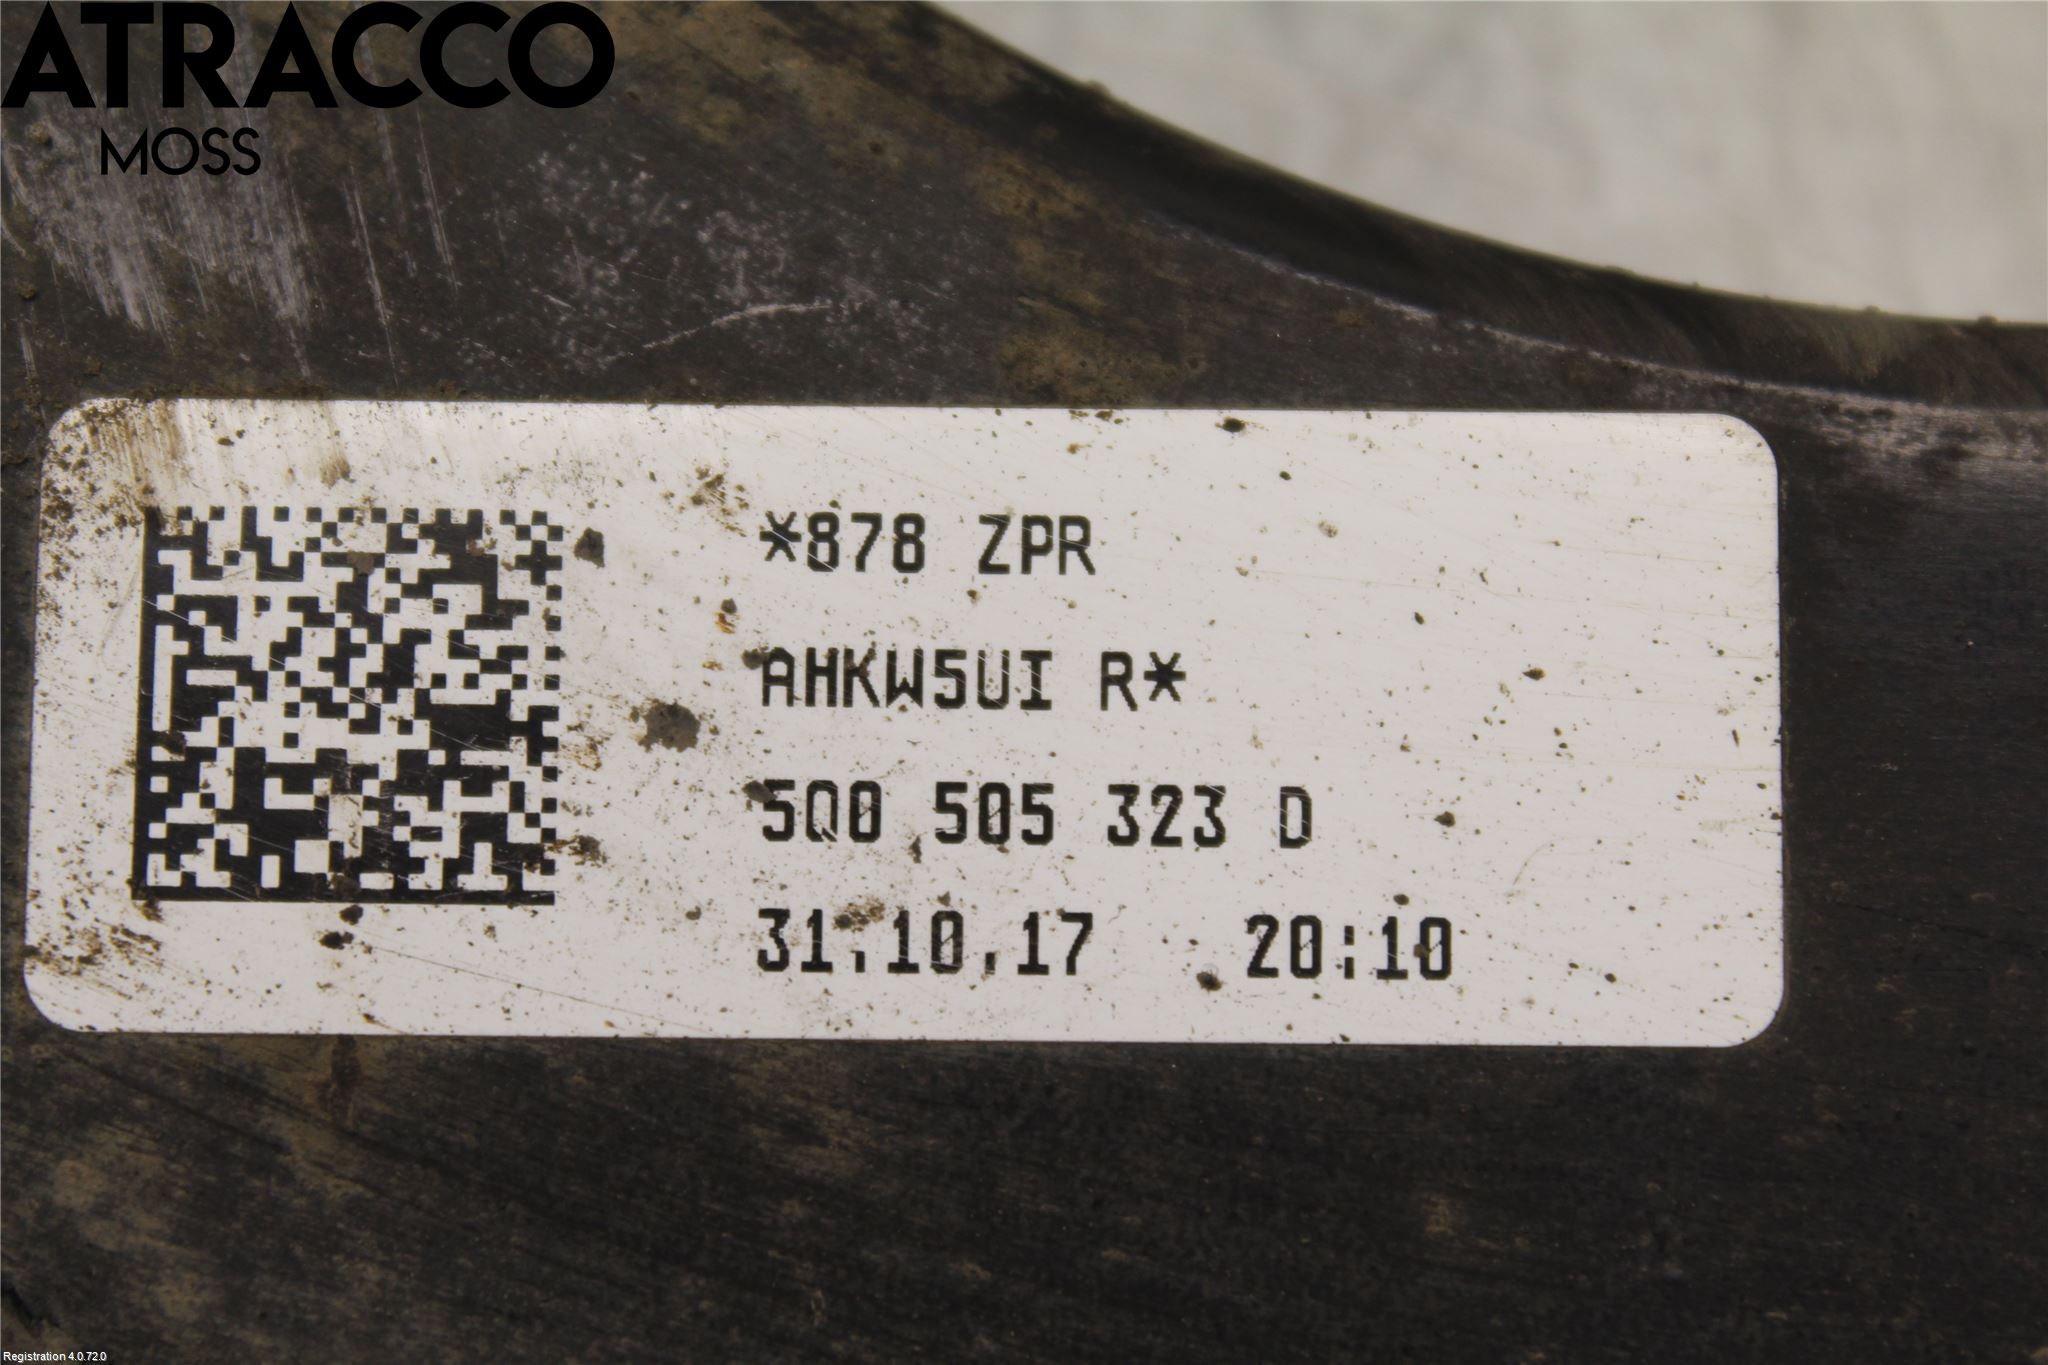 ATRACCO
MOSS
*878 ZPR
AHKW5UI R*
5Q0 505 323 D
31.10.17 20:10
Registration 4.0.72.0